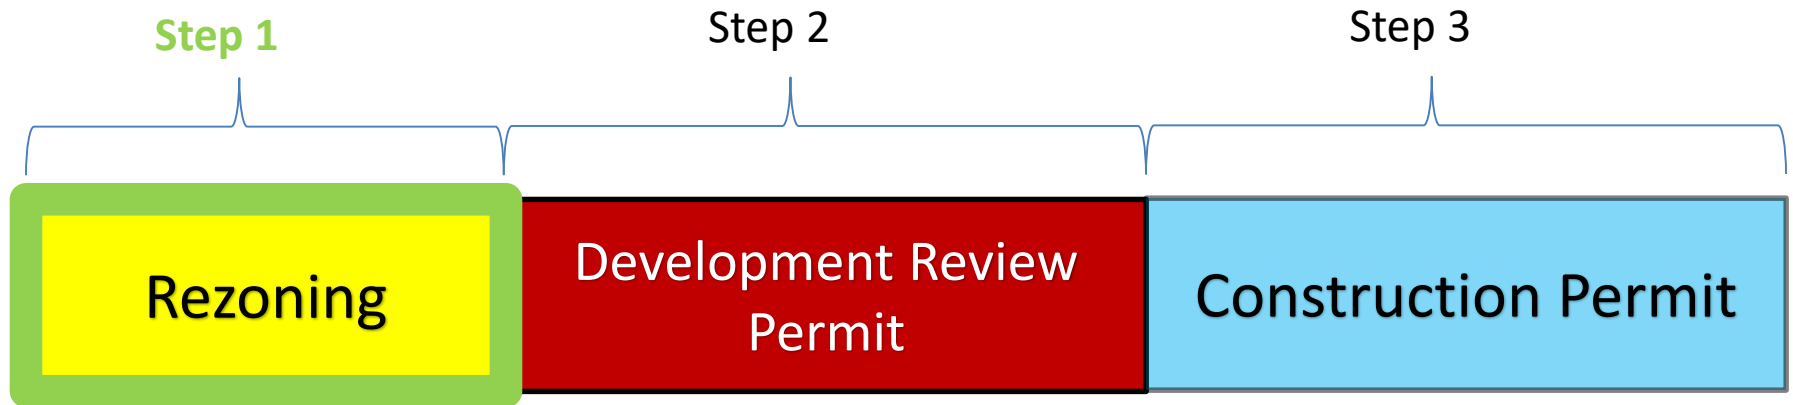 Step 1
Step 2
Step 3
Rezoning
Development Review
Permit
Construction Permit